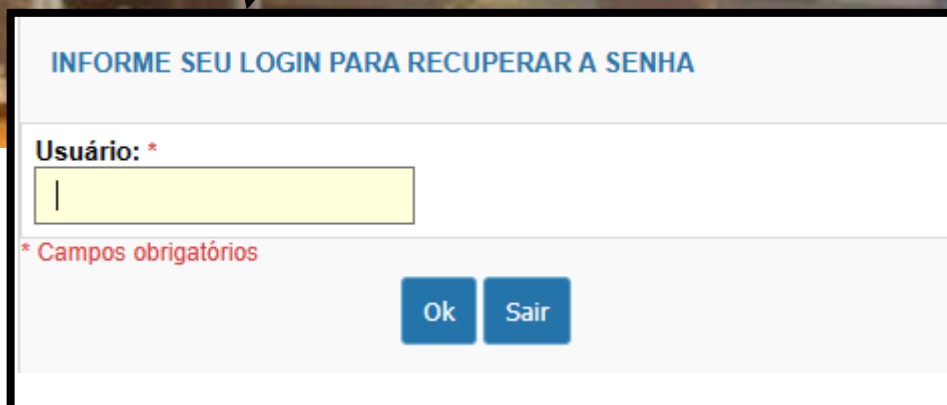 INFORME SEU LOGIN PARA RECUPERAR A SENHA
Usuário: *
* Campos obrigatórios
Ok Sair